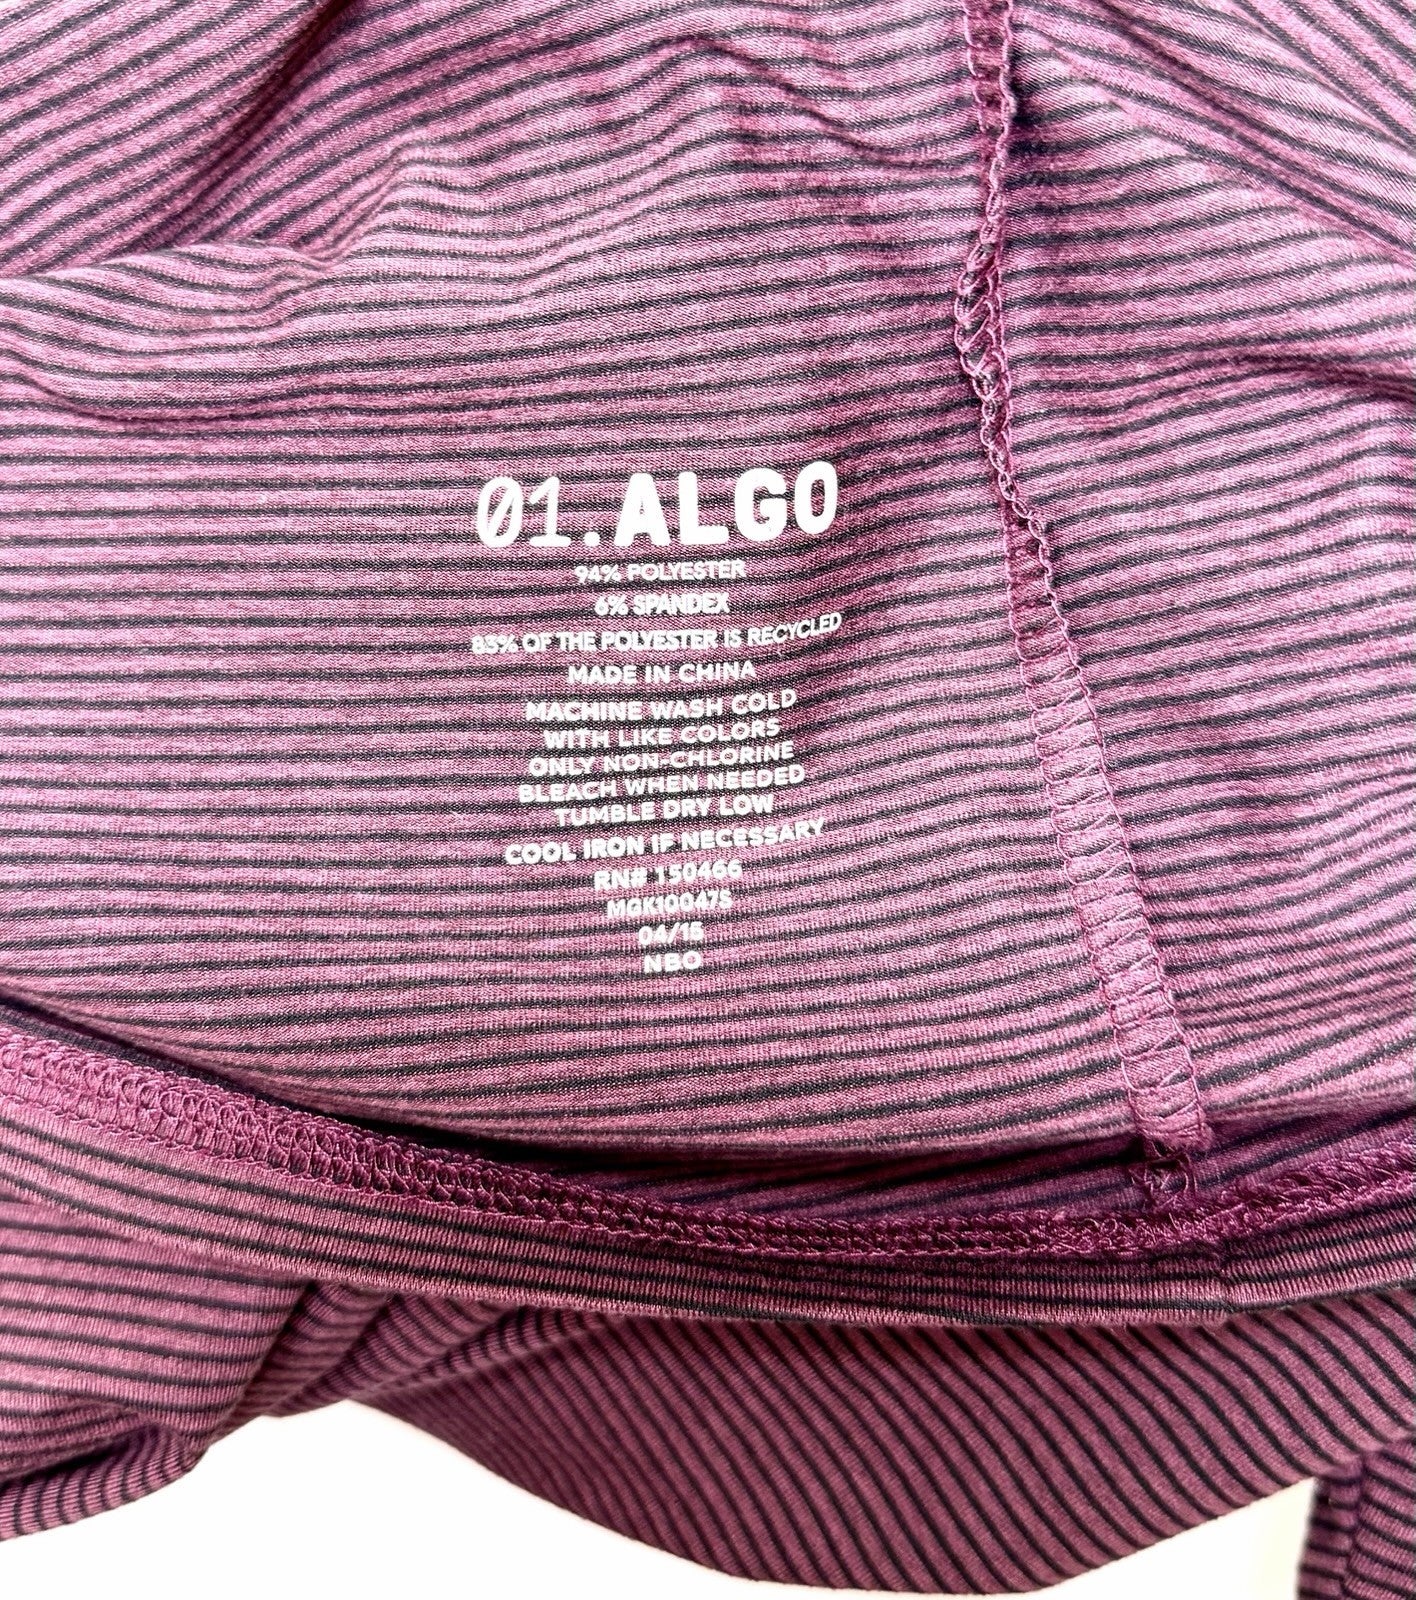 01.ALGO
94% POLYESTER
6% SPANDEX
85% OF THE POLYESTER IS RECYCLED
MADE IN CHINA
MACHINE WASH COLD
WITH LIKE COLORS
ONLY NON-CHLORINE
BLEACH WHEN NEEDED
TUMBLE DRY LOW
COOL IRON IF NECESSARY
RN# 150466
MGK10047S
04/15
NBO